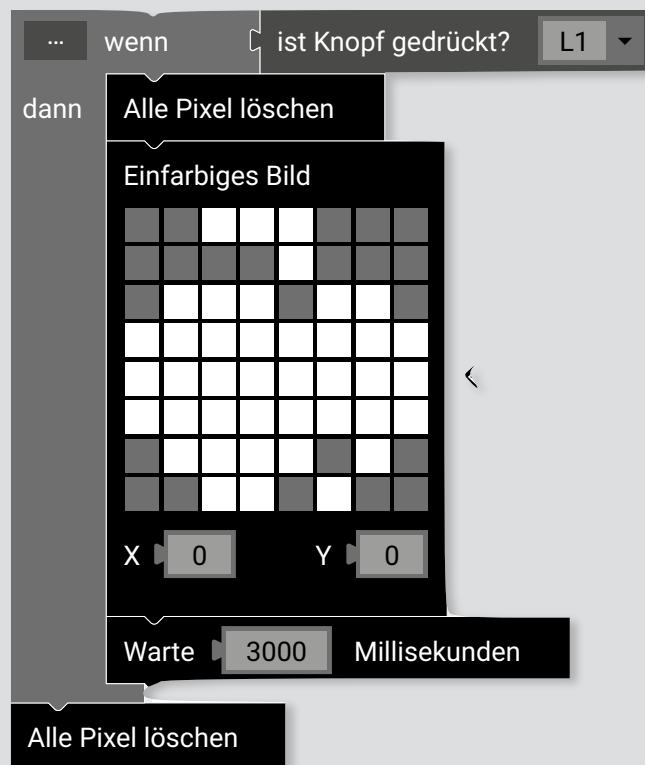 ... wenn ist Knopf gedrückt? L1
dann Alle Pixel löschen
Einfarbiges Bild
X 0 Y 0
Warte 3000 Millisekunden
Alle Pixel löschen